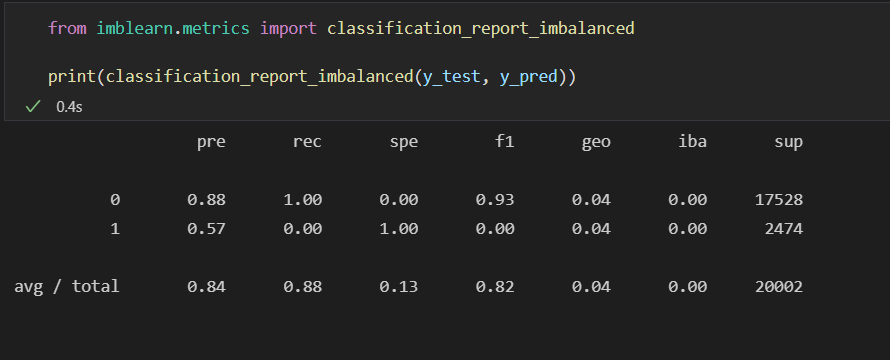 from imblearn.metrics import classification_report_imbalanced
print(classification_report_imbalanced(y_test, y_pred))
✓ 0.4s
pre rec spe f1 geo iba sup
0 0.88 1.00 0.00 0.93 0.04 0.00 17528
1 0.57 0.00 1.00 0.00 0.04 0.00 2474
avg / total 0.84 0.88 0.13 0.82 0.04 0.00 20002